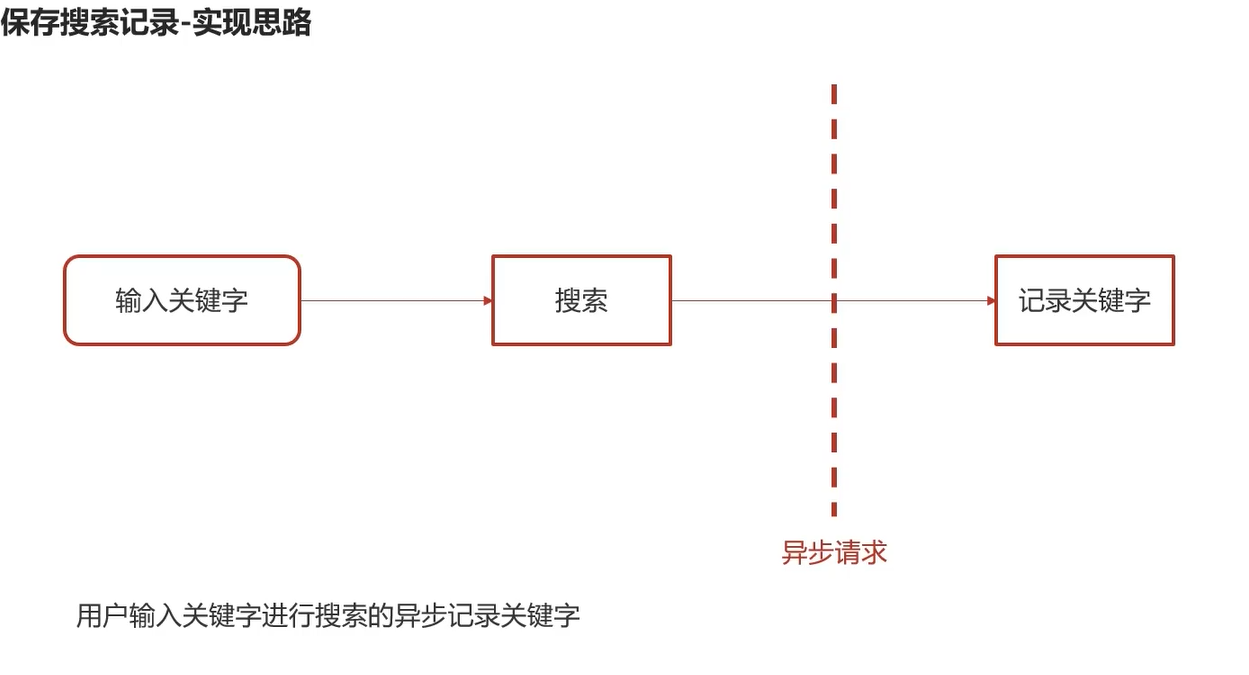 保存搜索记录-实现思路
输入关键字
搜索
记录关键字
异步请求
用户输入关键字进行搜索的异步记录关键字